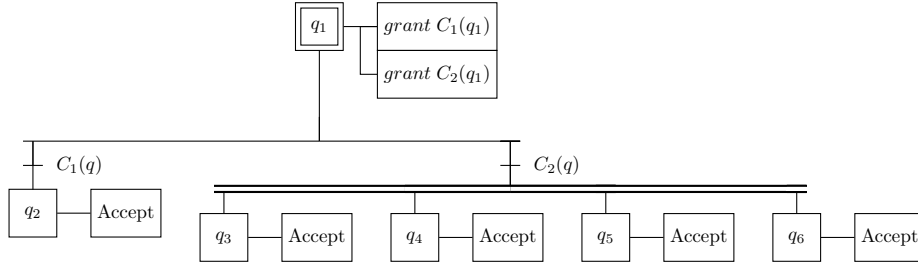 q₁
grant C₁(q₁)
grant C₂(q₁)
C₁(q)
C₂(q)
q₂ Accept
q₃ Accept q₄ Accept q₅ Accept q₆ Accept